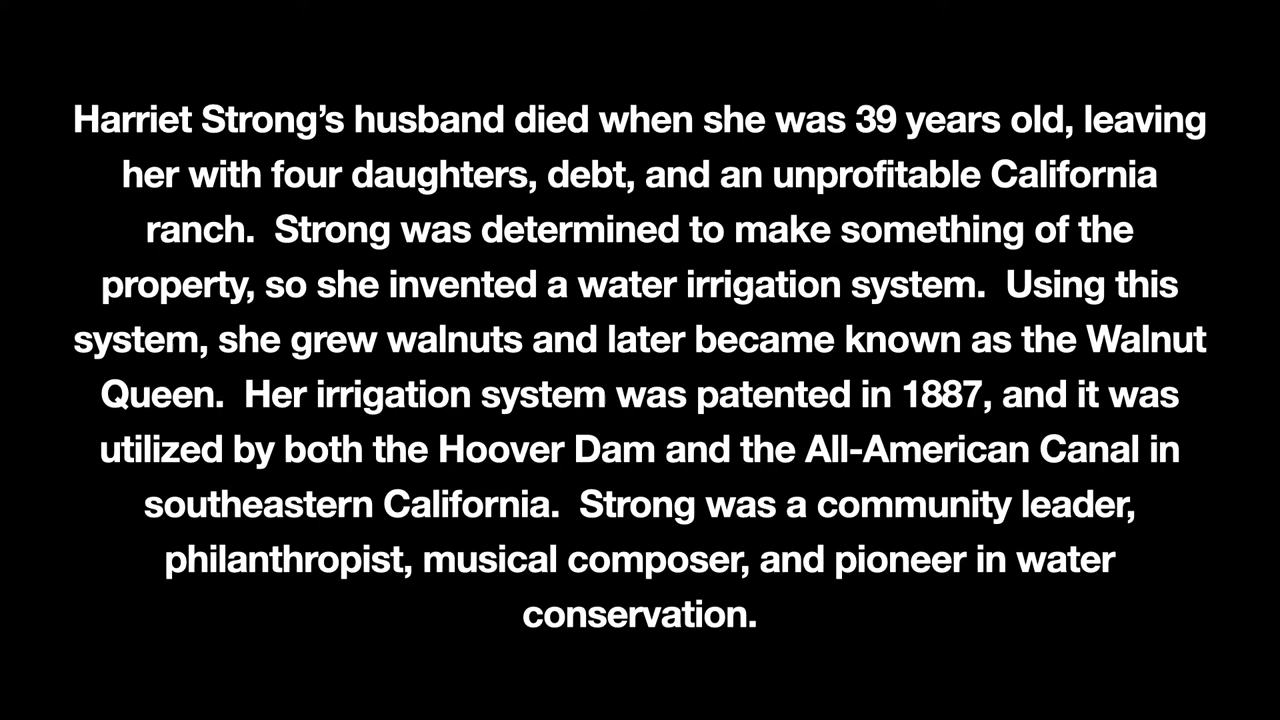 Harriet Strong’s husband died when she was 39 years old, leaving
her with four daughters, debt, and an unprofitable California
ranch.  Strong was determined to make something of the
property, so she invented a water irrigation system.  Using this
system, she grew walnuts and later became known as the Walnut
Queen.  Her irrigation system was patented in 1887, and it was
utilized by both the Hoover Dam and the All-American Canal in
southeastern California.  Strong was a community leader,
philanthropist, musical composer, and pioneer in water
conservation.